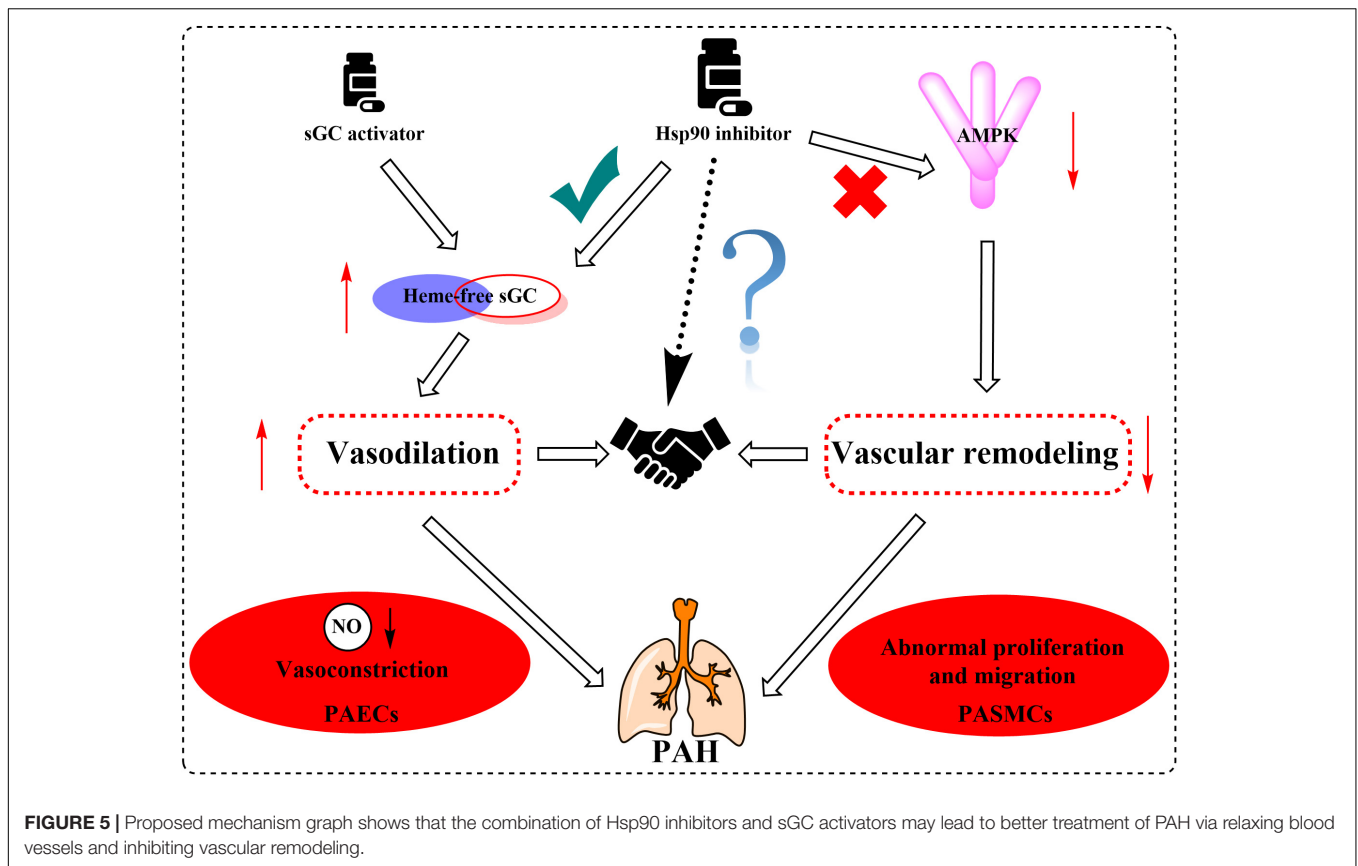 sGC activator
Hsp90 inhibitor
AMPK
?
Heme-free sGC
Vasodilation
Vascular remodeling
NO
Vasoconstriction
PAECs
Abnormal proliferation
and migration
PASMCs
PAH
FIGURE 5 | Proposed mechanism graph shows that the combination of Hsp90 inhibitors and sGC activators may lead to better treatment of PAH via relaxing blood
vessels and inhibiting vascular remodeling.